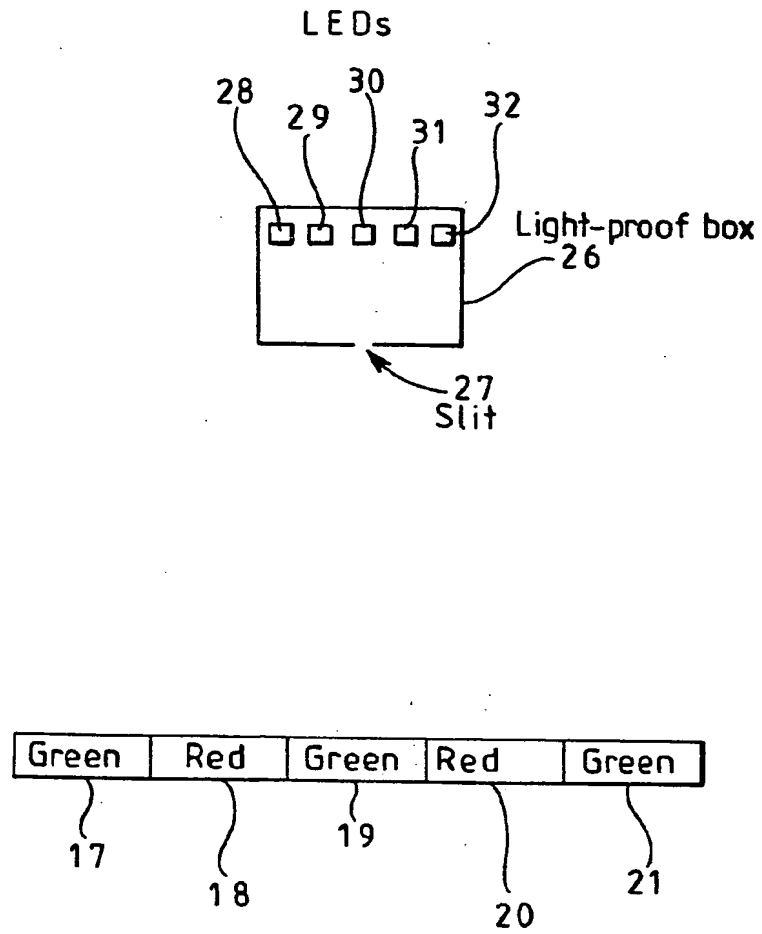 LEDs
28 29 30 31 32
Light-proof box
26
27
Slit
Green Red Green Red Green
17 18 19 20 21